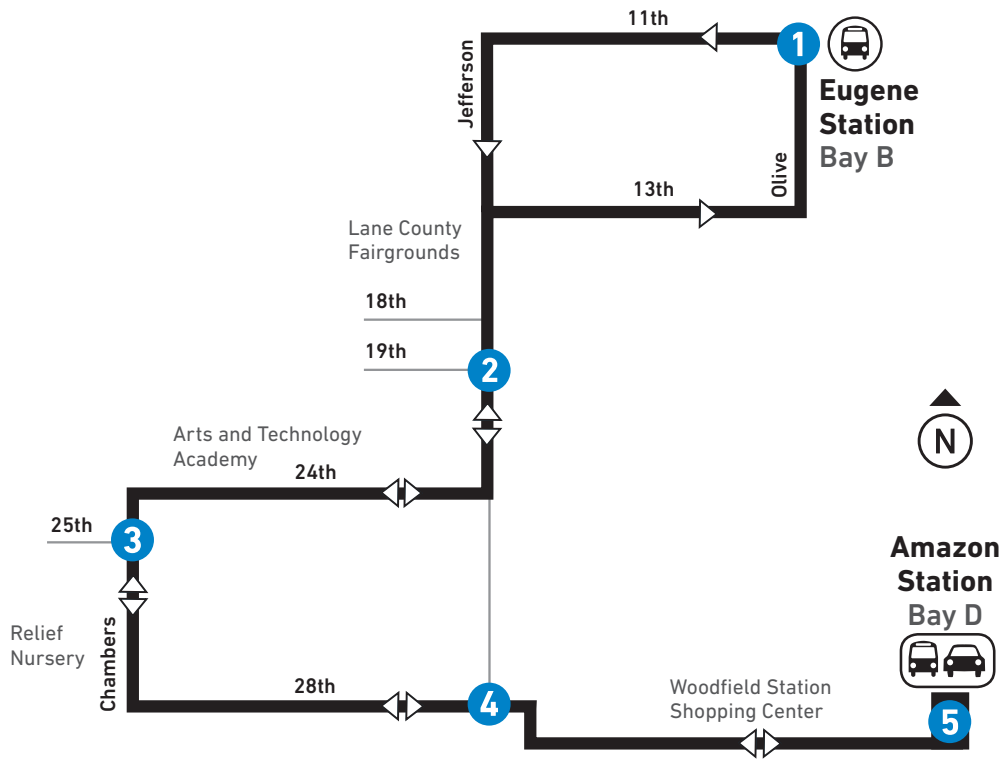 11th
1
Eugene
Station
Bay B
Jefferson
Olive
13th
Lane County
Fairgrounds
18th
19th
2
Arts and Technology
Academy
24th
N
25th
3
Amazon
Station
Bay D
Relief
Nursery
Chambers
28th
4
Woodfield Station
Shopping Center
5